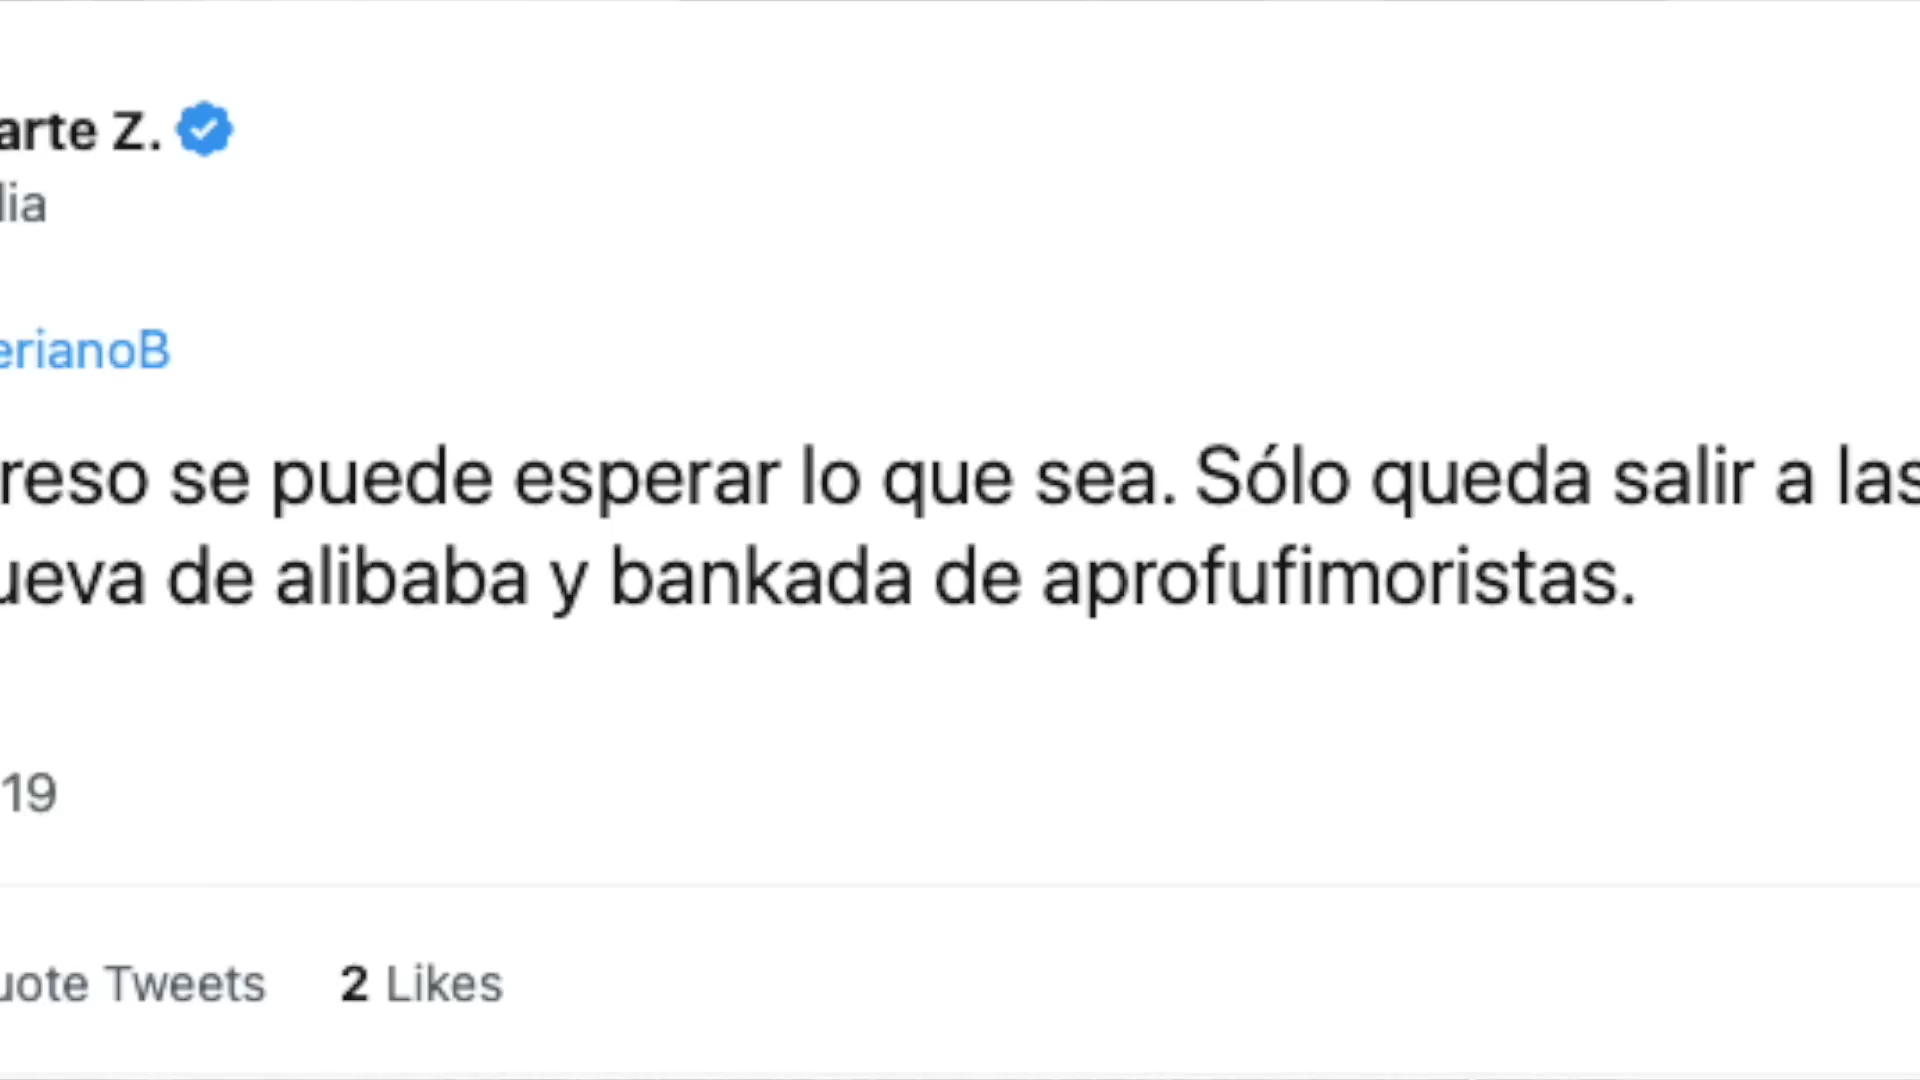 arte Z.
lia
erianoB
reso se puede esperar lo que sea. Sólo queda salir a las
ueva de alibaba y bankada de aprofufimoristas.
19
uote Tweets 2 Likes